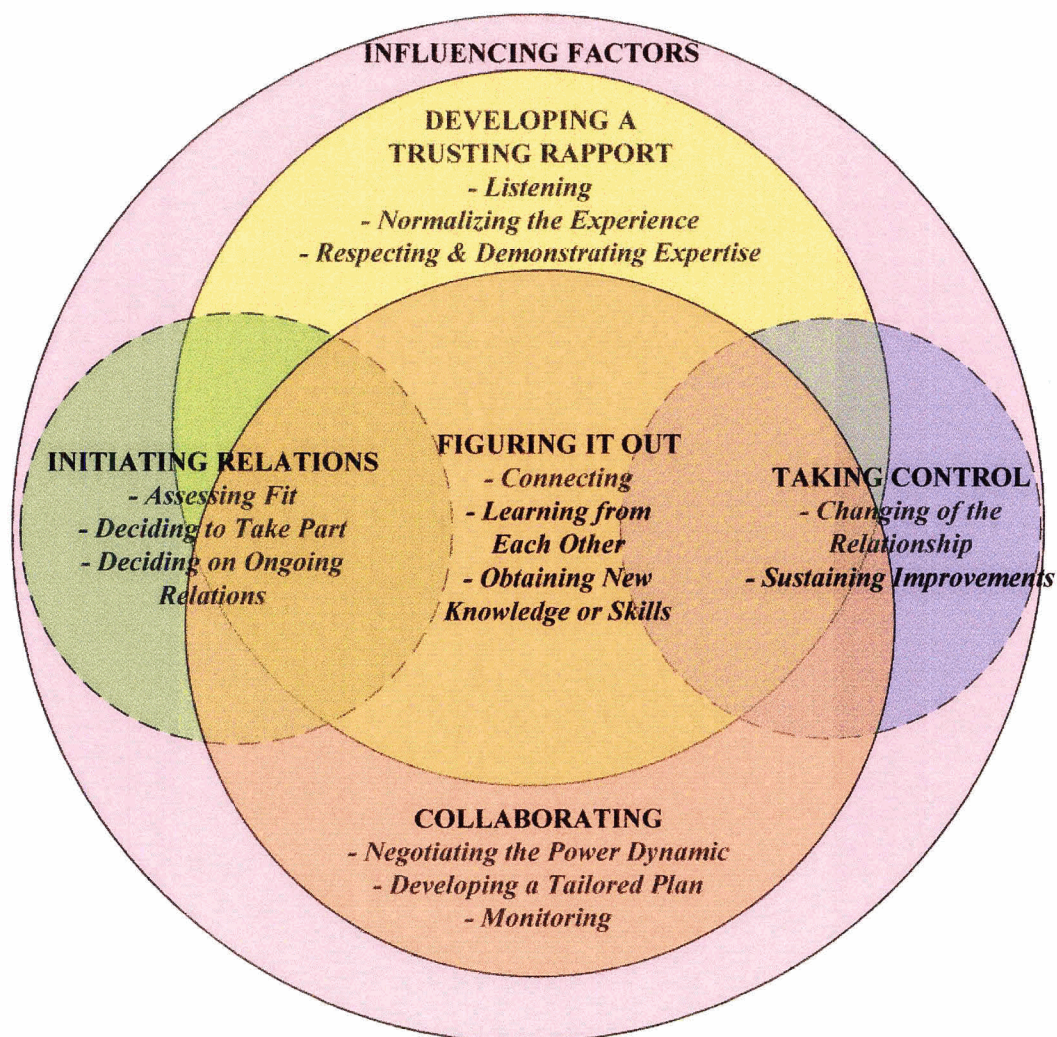 INFLUENCING FACTORS
DEVELOPING A
TRUSTING RAPPORT
- Listening
- Normalizing the Experience
- Respecting & Demonstrating Expertise
INITIATING RELATIONS
- Assessing Fit
- Deciding to Take Part
- Deciding on Ongoing
Relations
FIGURING IT OUT
- Connecting
- Learning from
Each Other
- Obtaining New
Knowledge or Skills
TAKING CONTROL
- Changing of the
Relationship
- Sustaining Improvements
COLLABORATING
- Negotiating the Power Dynamic
- Developing a Tailored Plan
- Monitoring